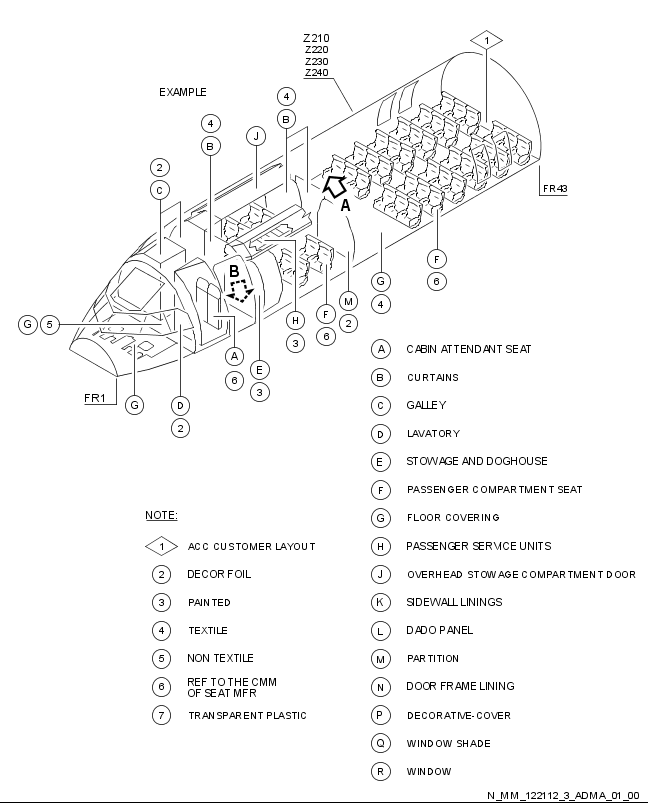 Z210
Z220
Z230
Z240
1
EXAMPLE
4
B
4
B
J
2
C
A
FR43
B
F
6
G
4
M
2
F
6
H
3
G 5
A
6
E
3
FR1
G
D
2
A CABIN ATTENDANT SEAT
B CURTAINS
C GALLEY
D LAVATORY
E STOWAGE AND DOGHOUSE
F PASSENGER COMPARTMENT SEAT
G FLOOR COVERING
H PASSENGER SERVICE UNITS
J OVERHEAD STOWAGE COMPARTMENT DOOR
K SIDEWALL LININGS
L DADO PANEL
M PARTITION
N DOOR FRAME LINING
P DECORATIVE-COVER
Q WINDOW SHADE
R WINDOW
NOTE:
1 ACC CUSTOMER LAYOUT
2 DECOR FOIL
3 PAINTED
4 TEXTILE
5 NON TEXTILE
6 REF TO THE CMM
OF SEAT MFR
7 TRANSPARENT PLASTIC
N_MM_122112_3_ADMA_01_00